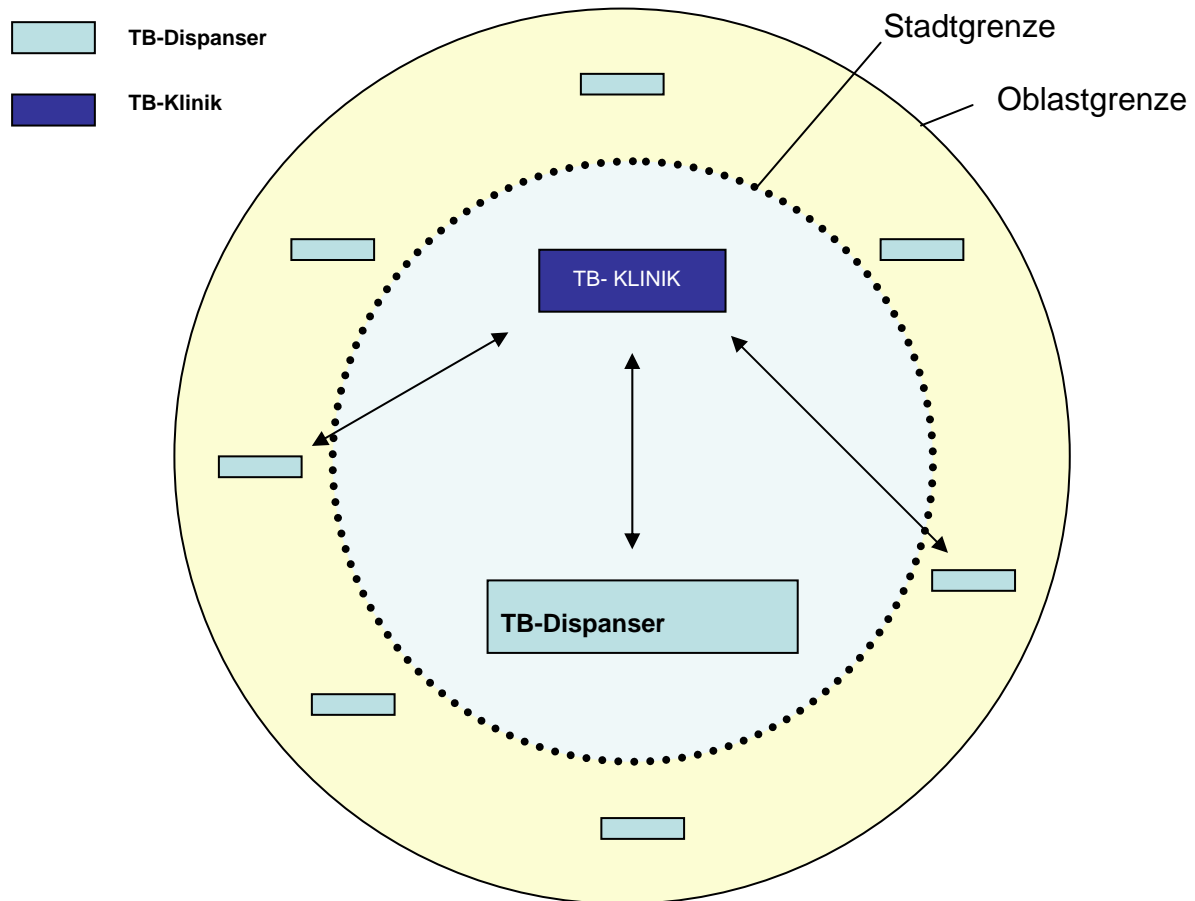 Stadtgrenze
TB-Dispanser
Oblastgrenze
TB-Klinik
TB- KLINIK
TB-Dispanser